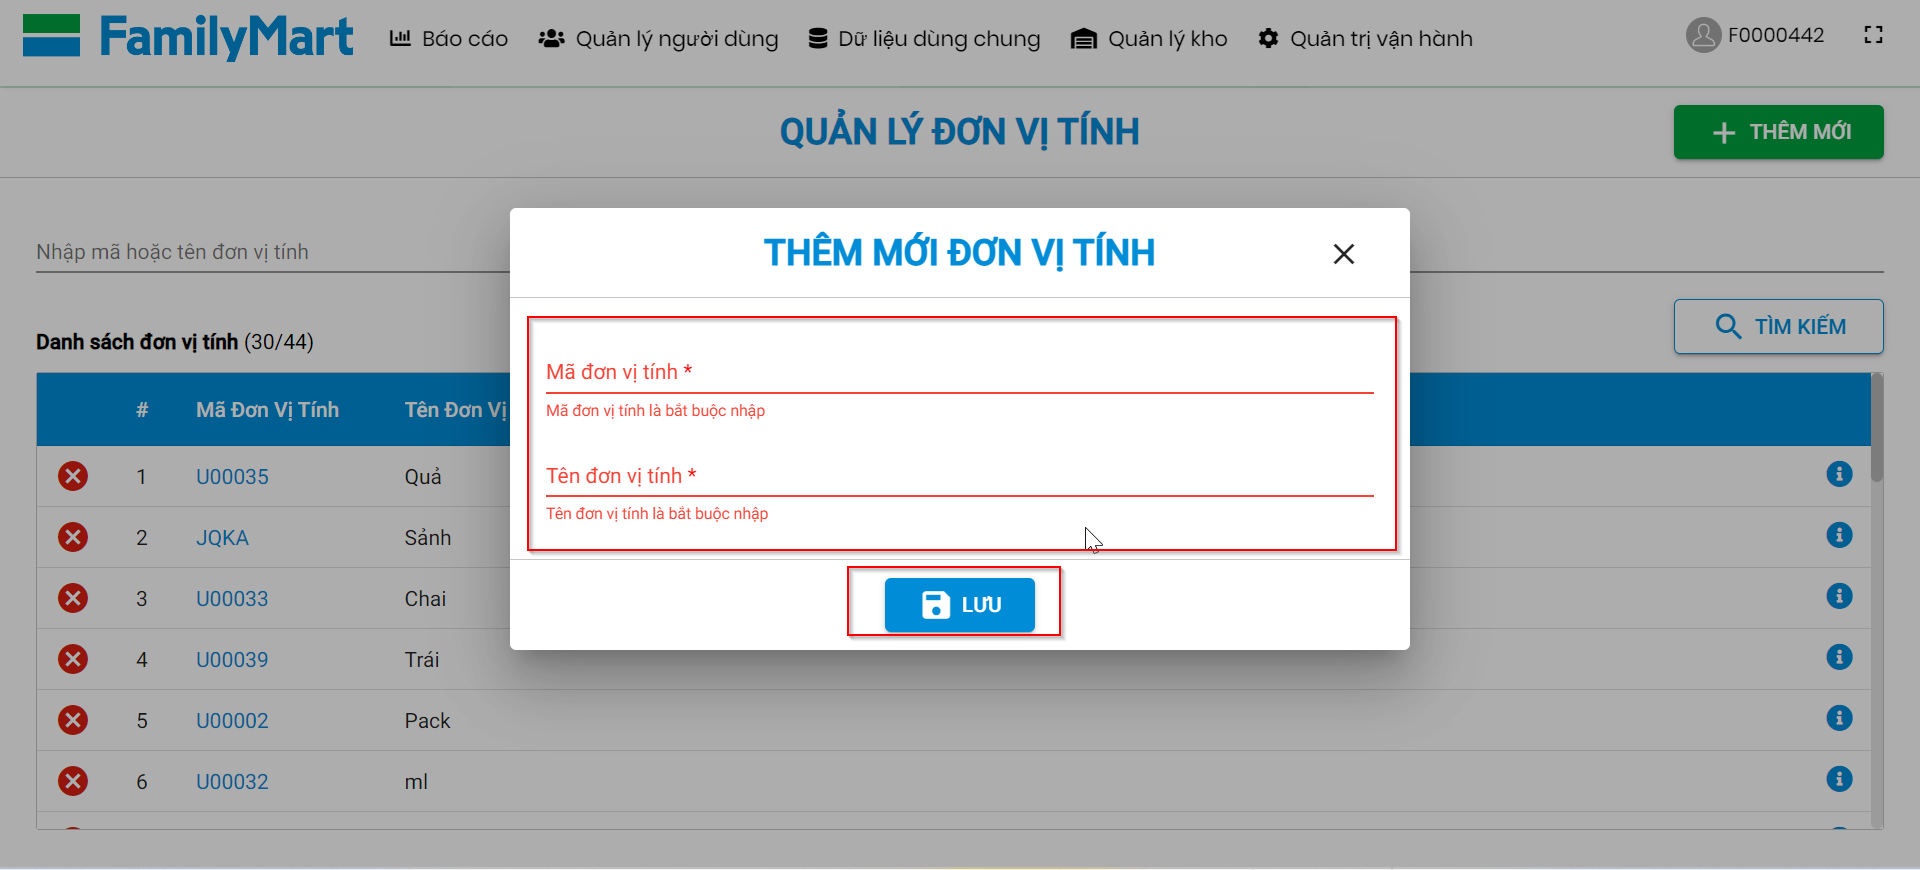 FamilyMart Báo cáo Quản lý người dùng Dữ liệu dùng chung Quản lý kho Quản trị vận hành F0000442
QUẢN LÝ ĐƠN VỊ TÍNH
THÊM MỚI
Nhập mã hoặc tên đơn vị tính
TÌM KIẾM
Danh sách đơn vị tính (30/44)
# Mã Đơn Vị Tính Tên Đơn Vị
1 U00035 Quả
2 JQKA Sảnh
3 U00033 Chai
4 U00039 Trái
5 U00002 Pack
6 U00032 ml
THÊM MỚI ĐƠN VỊ TÍNH
Mã đơn vị tính *
Mã đơn vị tính là bắt buộc nhập
Tên đơn vị tính *
Tên đơn vị tính là bắt buộc nhập
LƯU